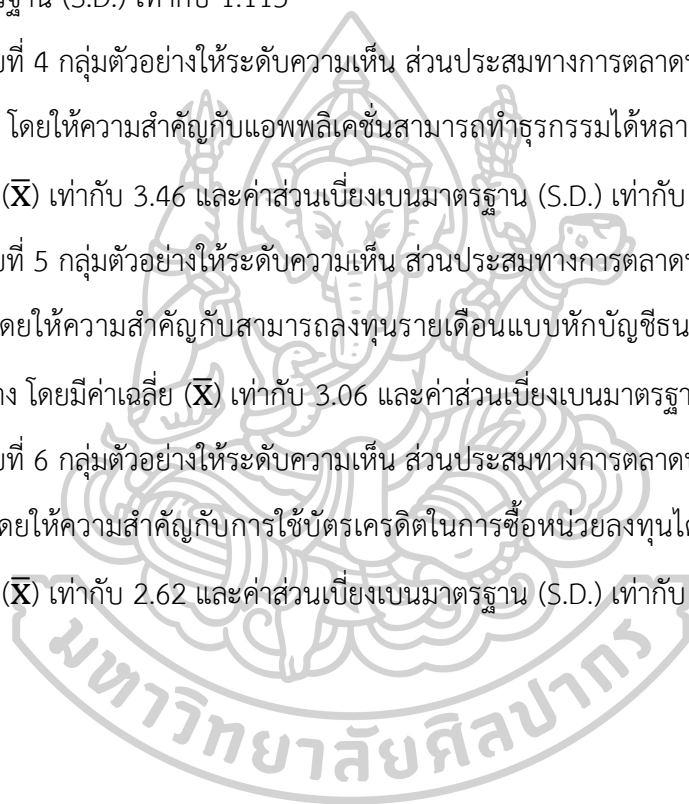 รฐาน (S.D.) เท่ากับ 1.115
ยที่ 4 กลุ่มตัวอย่างให้ระดับความเห็น ส่วนประสมทางการตลาด
โดยให้ความสำคัญกับแอพพลิเคชั่นสามารถทำธุรกรรมได้หลา
(X̅) เท่ากับ 3.46 และค่าส่วนเบี่ยงเบนมาตรฐาน (S.D.) เท่ากับ
ยที่ 5 กลุ่มตัวอย่างให้ระดับความเห็น ส่วนประสมทางการตลาด
ดยให้ความสำคัญกับสามารถลงทุนรายเดือนแบบหักบัญชีธน
าง โดยมีค่าเฉลี่ย (X̅) เท่ากับ 3.06 และค่าส่วนเบี่ยงเบนมาตรฐา
ยที่ 6 กลุ่มตัวอย่างให้ระดับความเห็น ส่วนประสมทางการตลาด
ดยให้ความสำคัญกับการใช้บัตรเครดิตในการซื้อหน่วยลงทุนได
(X̅) เท่ากับ 2.62 และค่าส่วนเบี่ยงเบนมาตรฐาน (S.D.) เท่ากับ
มหาวิทยาลัยศิลปากร